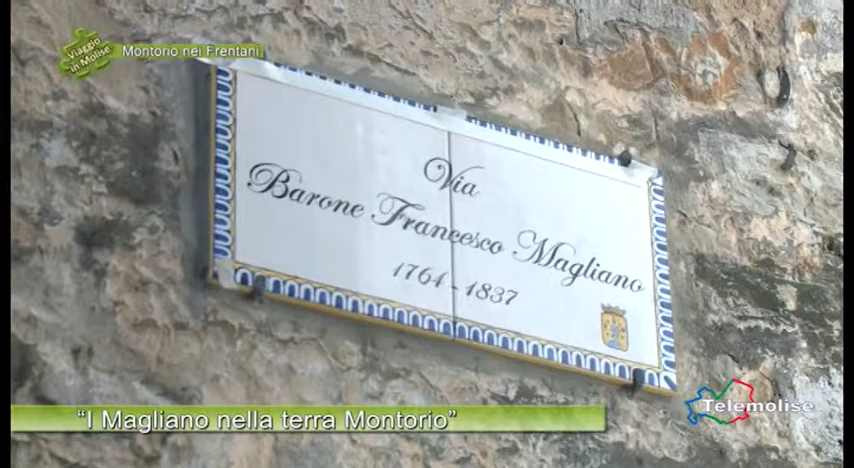 Viaggio
in Molise
Montorio nei Frentani
Via
Barone Francesco Magliano
1764 - 1837
"I Magliano nella terra Montorio"
Telemolise